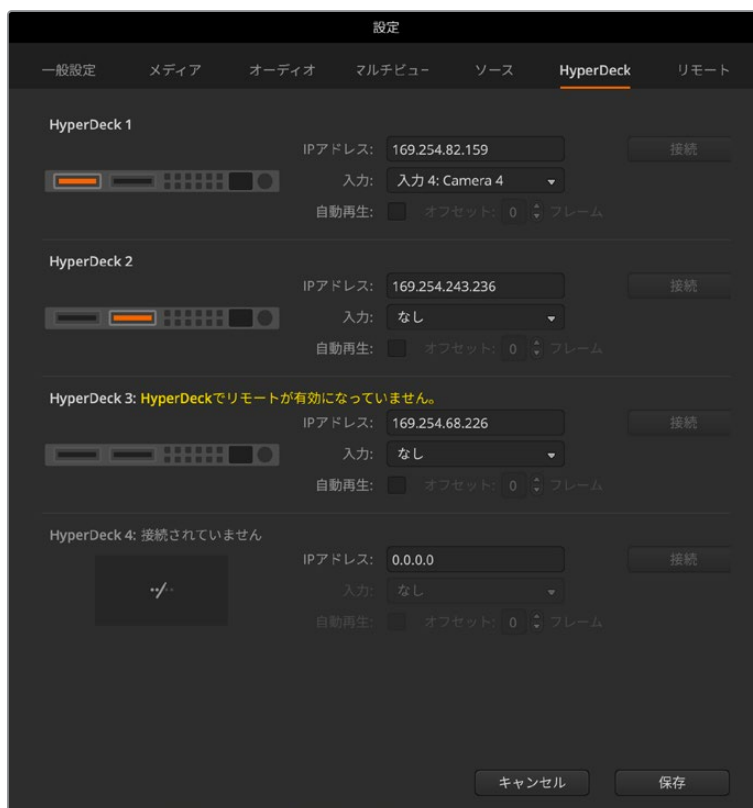 設定
一般設定 メディア オーディオ マルチビュー ソース HyperDeck リモート
HyperDeck 1
IPアドレス: 169.254.82.159 接続
入力: 入力 4: Camera 4
自動再生: オフセット: 0 フレーム
HyperDeck 2
IPアドレス: 169.254.243.236 接続
入力: なし
自動再生: オフセット: 0 フレーム
HyperDeck 3: HyperDeckでリモートが有効になっていません。
IPアドレス: 169.254.68.226 接続
入力: なし
自動再生: オフセット: 0 フレーム
HyperDeck 4: 接続されていません
IPアドレス: 0.0.0.0 接続
入力: なし
自動再生: オフセット: 0 フレーム
キャンセル 保存